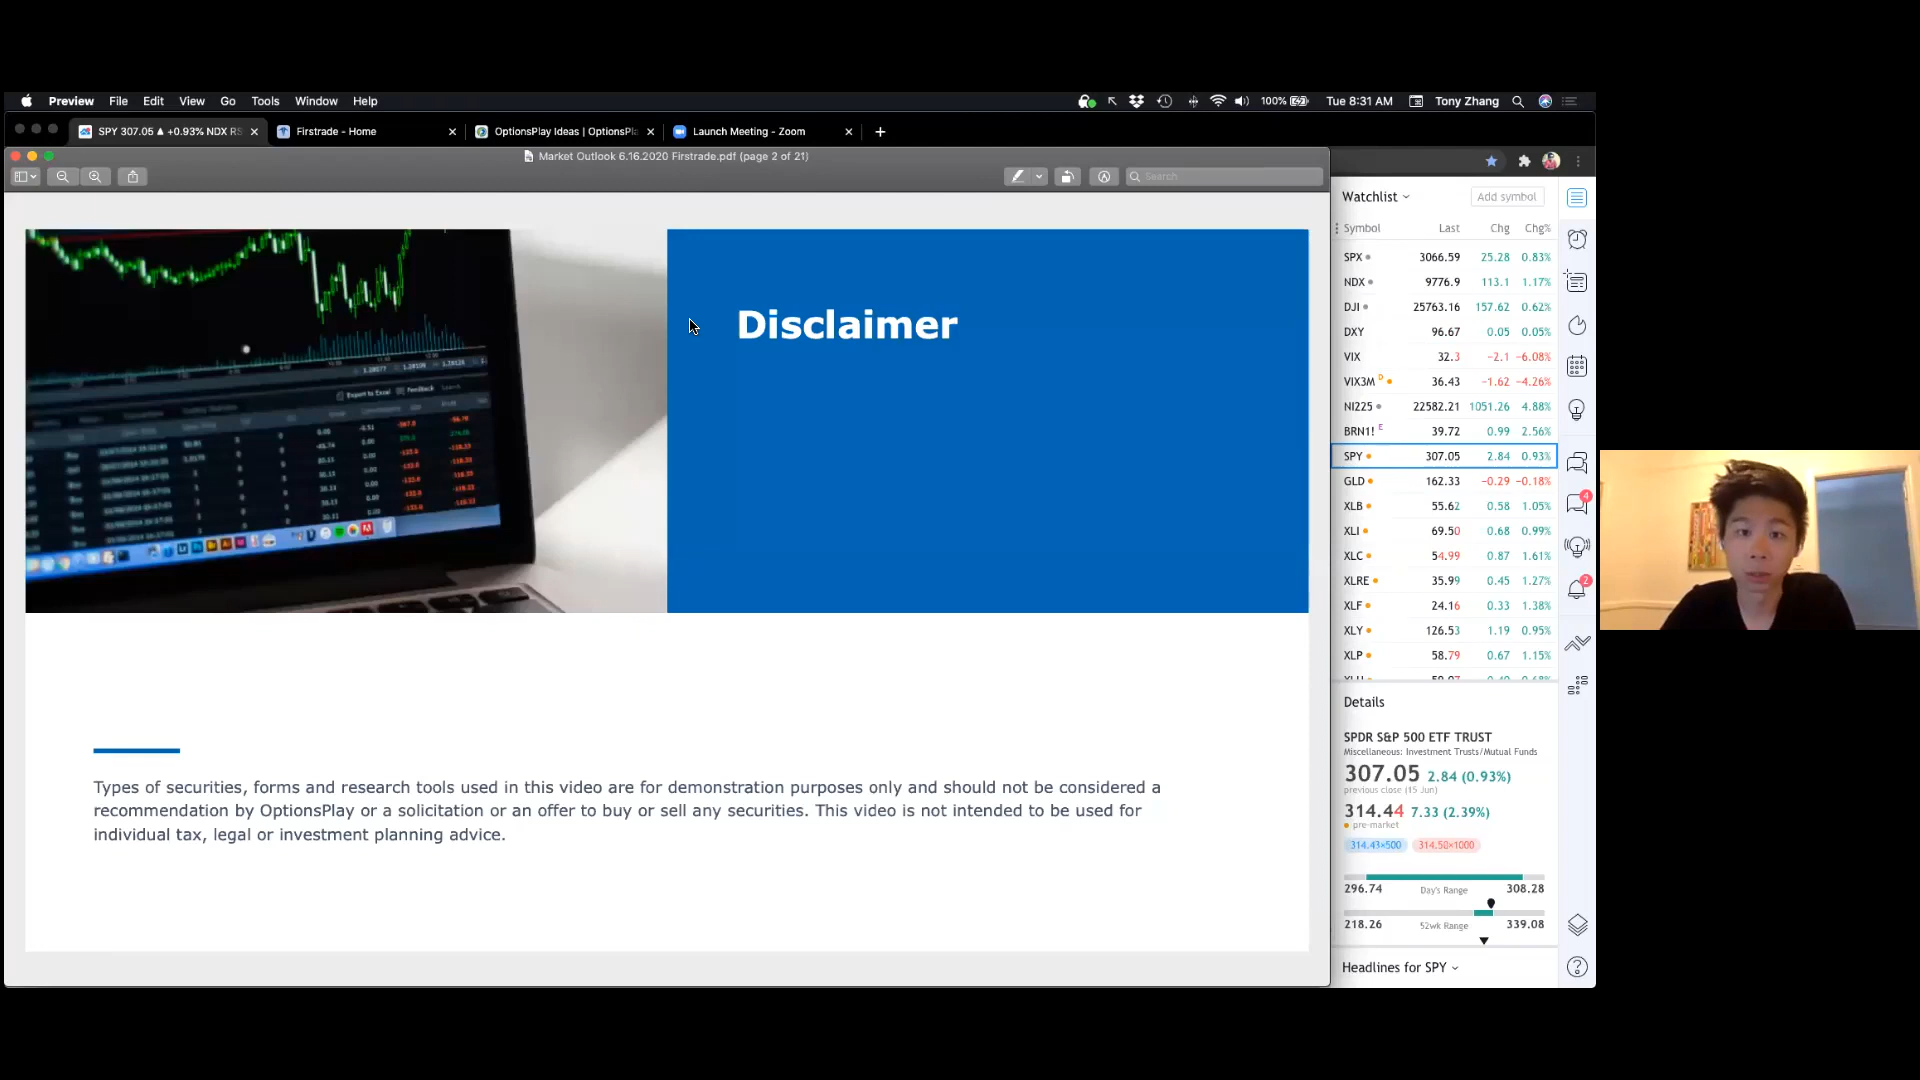 Preview File Edit View Go Tools Window Help
100% Tue 8:31 AM Tony Zhang
SPY 307.05 ▲ +0.93% NDX RS
Firstrade - Home
OptionsPlay Ideas | OptionsPla
Launch Meeting - Zoom
Market Outlook 6.16.2020 Firstrade.pdf (page 2 of 21)
Search
Disclaimer
Export to Excel Feedback
Types of securities, forms and research tools used in this video are for demonstration purposes only and should not be considered a
recommendation by OptionsPlay or a solicitation or an offer to buy or sell any securities. This video is not intended to be used for
individual tax, legal or investment planning advice.
Watchlist Add symbol
Symbol Last Chg Chg%
SPX 3066.59 25.28 0.83%
NDX 9776.9 113.1 1.17%
DJI 25763.16 157.62 0.62%
DXY 96.67 0.05 0.05%
VIX 32.3 −2.1 −6.08%
VIX3M D 36.43 −1.62 −4.26%
NI225 22582.21 1051.26 4.88%
BRN1! E 39.72 0.99 2.56%
SPY 307.05 2.84 0.93%
GLD 162.33 −0.29 −0.18%
XLB 55.62 0.58 1.05%
XLI 69.50 0.68 0.99%
XLC 54.99 0.87 1.61%
XLRE 35.99 0.45 1.27%
XLF 24.16 0.33 1.38%
XLY 126.53 1.19 0.95%
XLP 58.79 0.67 1.15%
4
2
Details
SPDR S&P 500 ETF TRUST
Miscellaneous: Investment Trusts/Mutual Funds
307.05 2.84 (0.93%)
previous close (15 Jun)
314.44 7.33 (2.39%)
pre-market
314.43×500 314.50×1000
296.74 Day's Range 308.28
218.26 52wk Range 339.08
Headlines for SPY